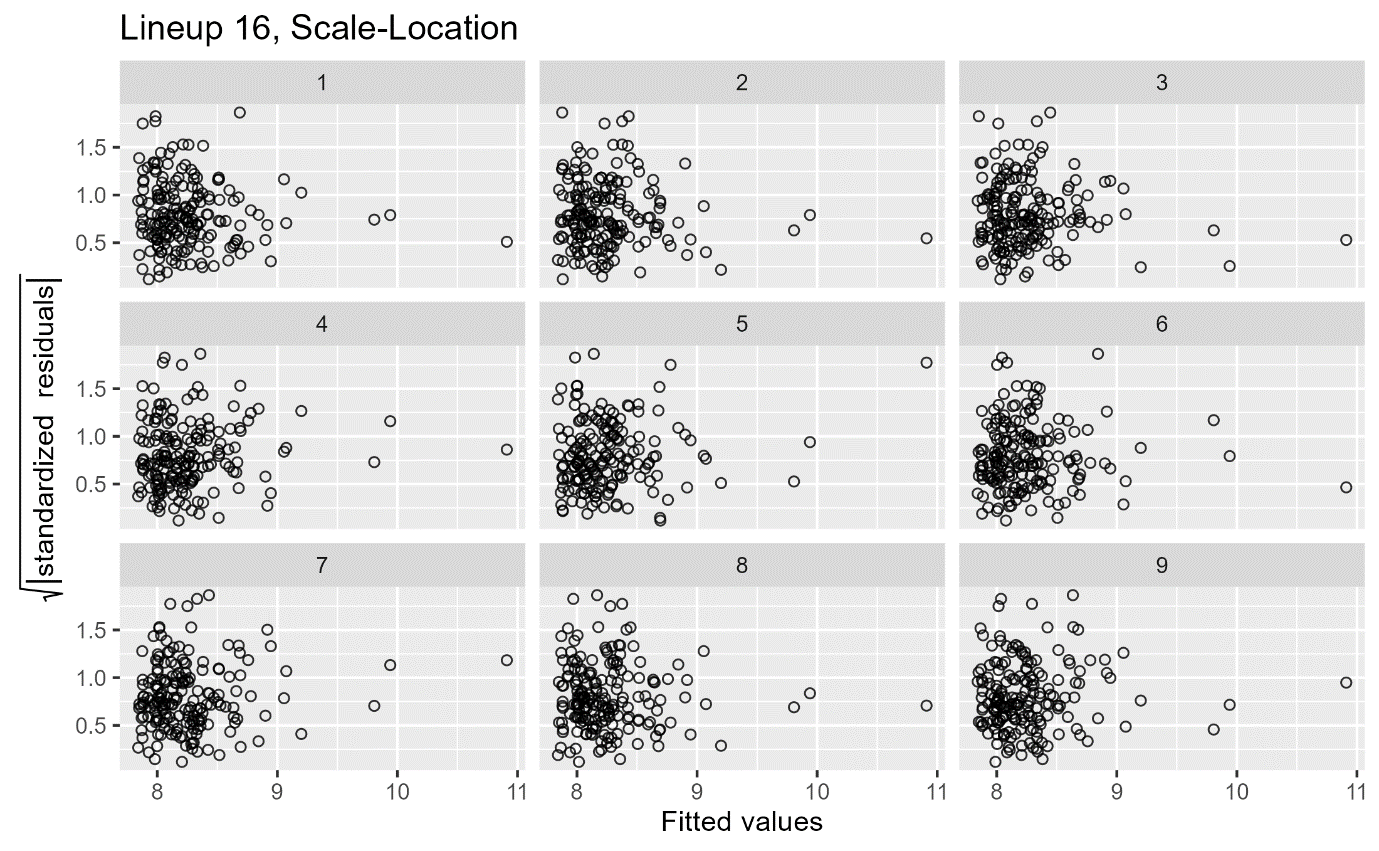 Lineup 16, Scale-Location
1 2 3
1.5
1.0
0.5
4 5 6
1.5
1.0
0.5
√|standardized residuals|
7 8 9
1.5
1.0
0.5
8 9 10 11 8 9 10 11 8 9 10 11
Fitted values